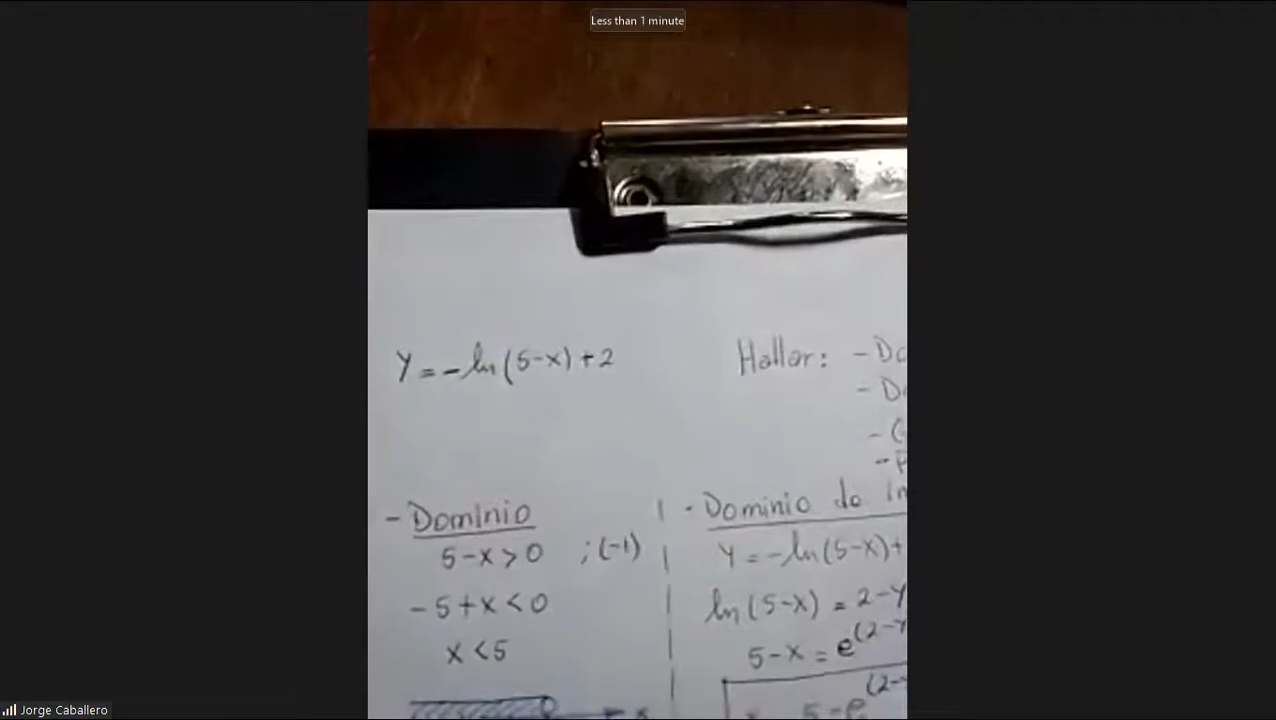 Less than 1 minute
Y = -ln(5-x)+2
Hallar:
- Dominio
5-x>0 ;(-1)
-5+x<0
x<5
- Dominio de
Y = -ln(5-x)+
ln(5-x) = 2-Y
5-x = e^(2-Y
Jorge Caballero